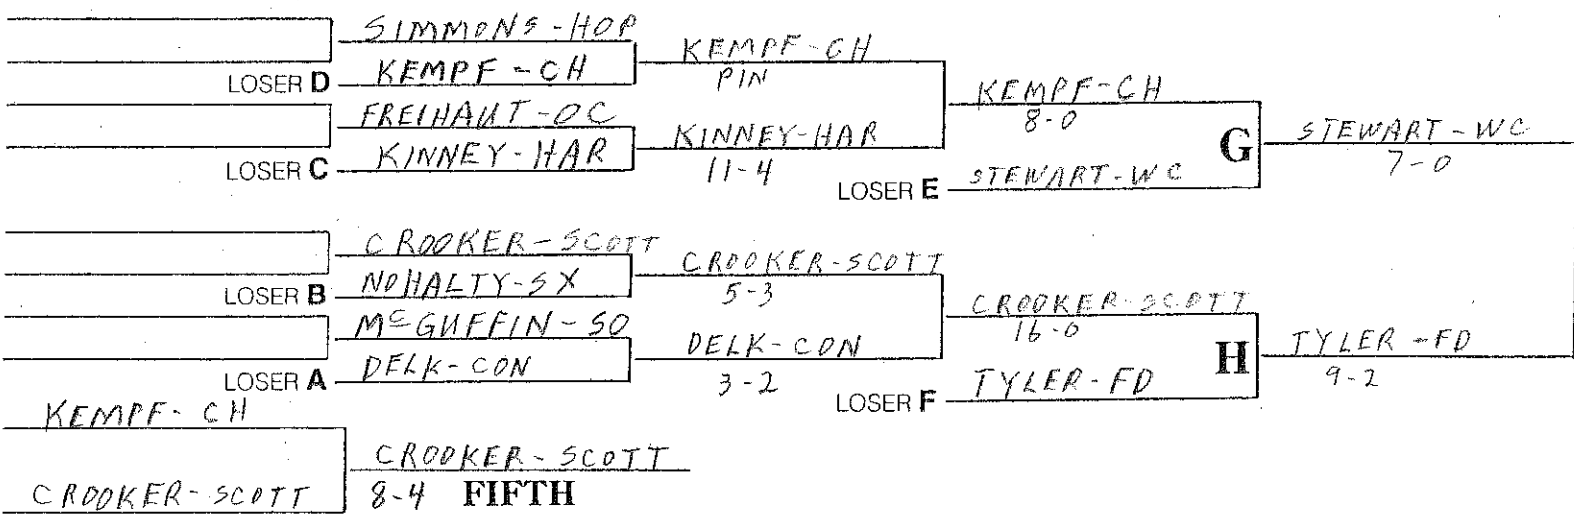 SIMMONS - HOP
LOSER D KEMPF - CH
KEMPF - CH
PIN
FREIHAUT - OC
LOSER C KINNEY - HAR
KINNEY - HAR
11-4
KEMPF - CH
8-0
LOSER E STEWART - WC
G
STEWART - WC
7-0
CROOKER - SCOTT
LOSER B NOHALTY - SX
CROOKER - SCOTT
5-3
McGUFFIN - SO
LOSER A DELK - CON
DELK - CON
3-2
CROOKER - SCOTT
16-0
LOSER F TYLER - FD
H
TYLER - FD
9-2
KEMPF - CH
CROOKER - SCOTT
CROOKER - SCOTT
8-4 FIFTH